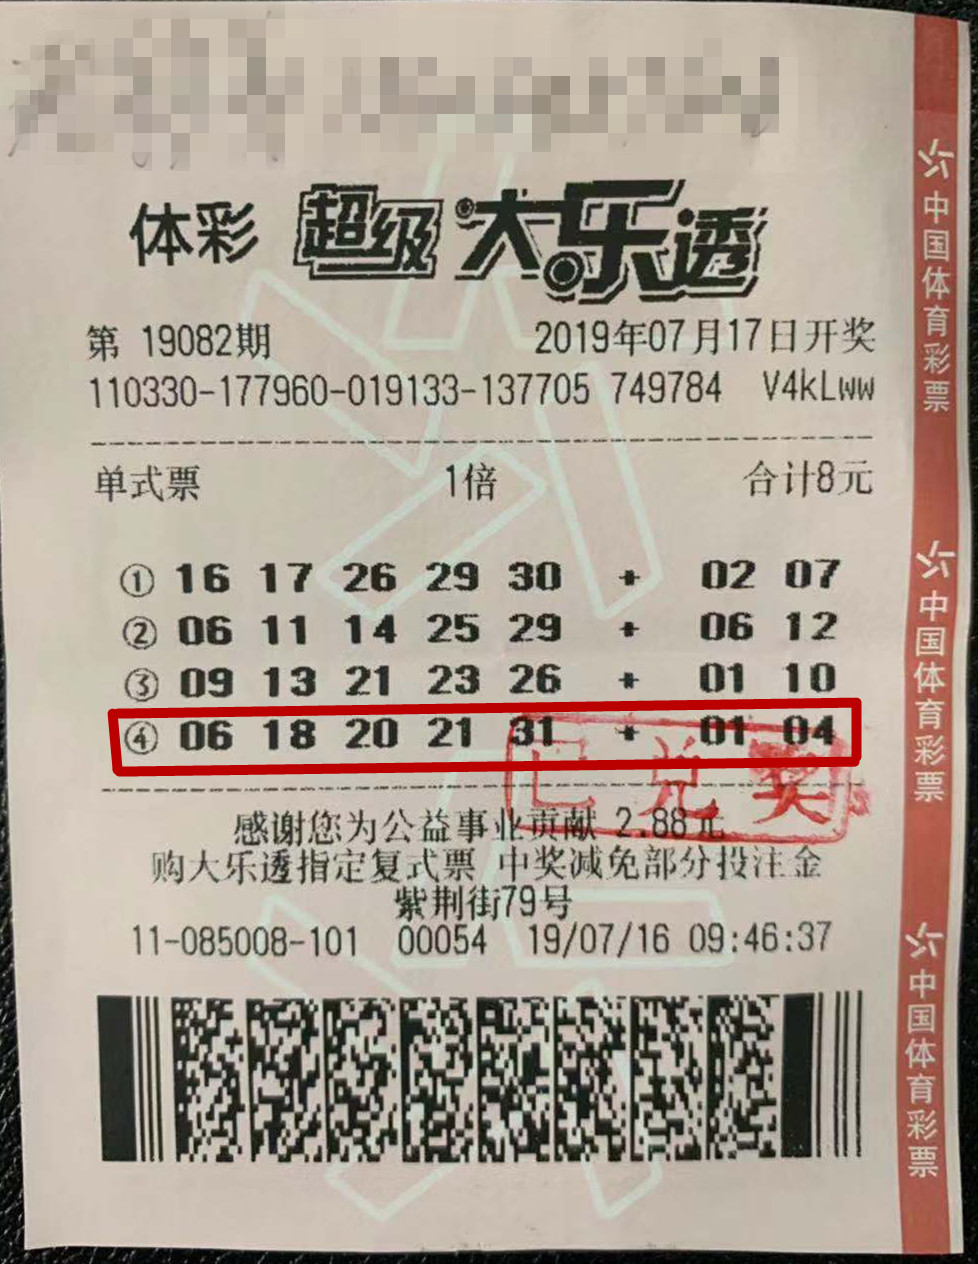 体彩 超级大乐透
第 19082期 2019年07月17日开奖
110330-177960-019133-137705 749784 V4kLww
单式票 1倍 合计8元
① 16 17 26 29 30 + 02 07
② 06 11 14 25 29 + 06 12
③ 09 13 21 23 26 + 01 10
④ 06 18 20 21 31 + 01 04
已兑奖
感谢您为公益事业贡献 2.88元
购大乐透指定复式票 中奖减免部分投注金
紫荆街79号
11-085008-101 00054 19/07/16 09:46:37
中国体育彩票
中国体育彩票
中国体育彩票